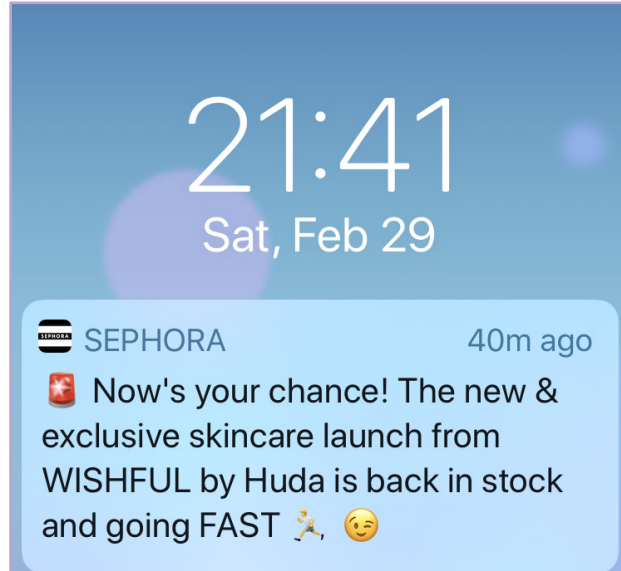 21:41
Sat, Feb 29
SEPHORA
SEPHORA 40m ago
🚨 Now's your chance! The new &
exclusive skincare launch from
WISHFUL by Huda is back in stock
and going FAST 🏃, 😉